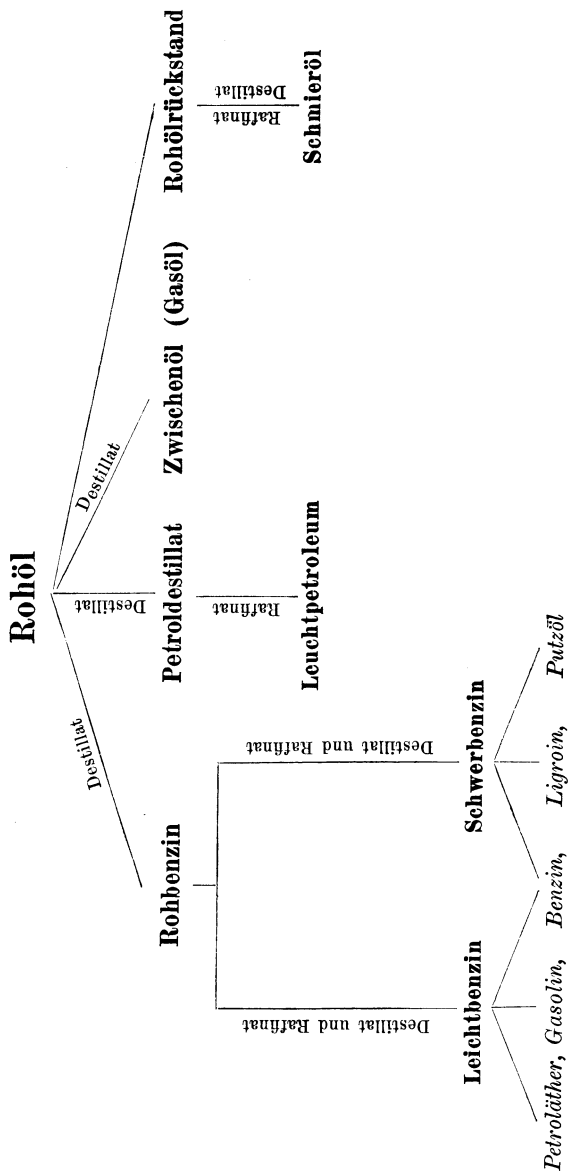 Rohöl
Destillat
Destillat
Destillat
Rohbenzin
Petroldestillat
Zwischenöl (Gasöl)
Rohölrückstand
Destillat und Raffinat
Destillat und Raffinat
Raffinat
Raffinat
Destillat
Leuchtpetroleum
Schmieröl
Leichtbenzin
Schwerbenzin
Petroläther, Gasolin, Benzin, Ligroin, Putzöl